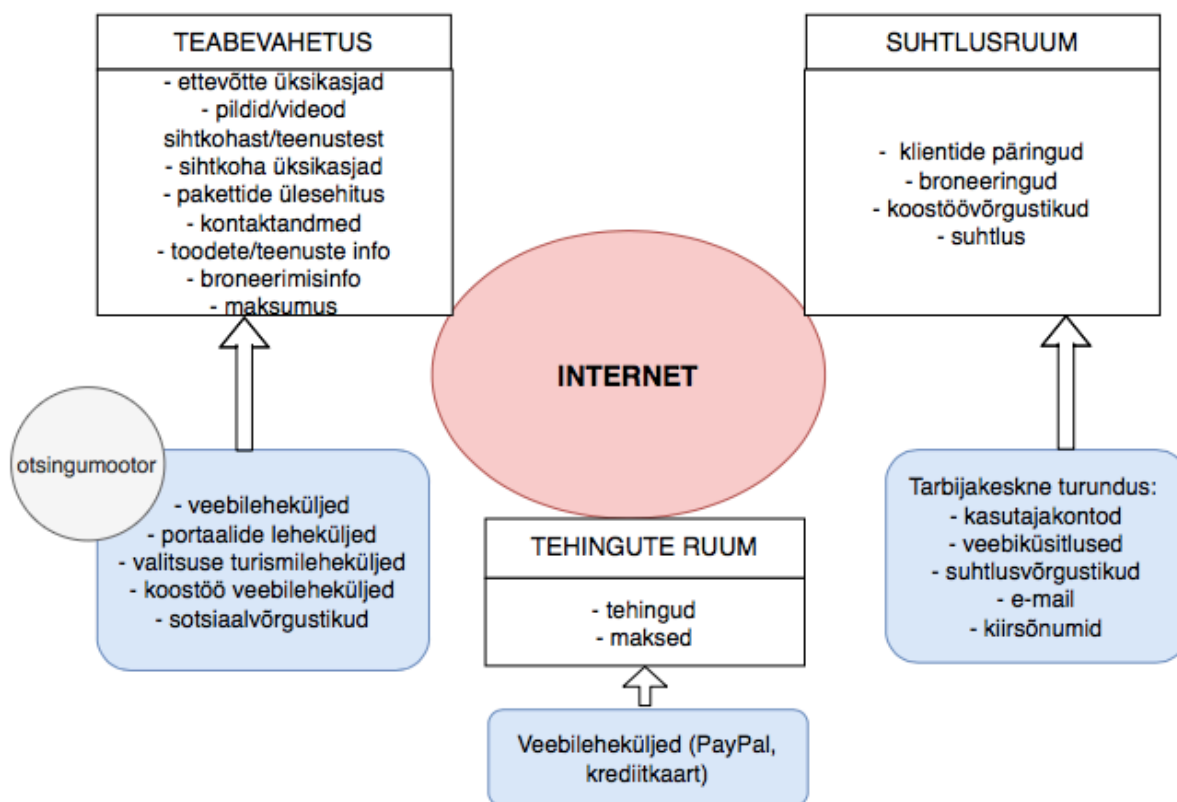 TEABEVAHETUS
- ettevõtte üksikasjad
- pildid/videod
sihtkohast/teenustest
- sihtkoha üksikasjad
- pakettide ülesehitus
- kontaktandmed
- toodete/teenuste info
- broneerimisinfo
- maksumus
SUHTLUSRUUM
- klientide päringud
- broneeringud
- koostöövõrgustikud
- suhtlus
INTERNET
otsingumootor
- veebileheküljed
- portaalide leheküljed
- valitsuse turismileheküljed
- koostöö veebileheküljed
- sotsiaalvõrgustikud
TEHINGUTE RUUM
- tehingud
- maksed
Veebileheküljed (PayPal,
krediitkaart)
Tarbijakeskne turundus:
- kasutajakontod
- veebiküsitlused
- suhtlusvõrgustikud
- e-mail
- kiirsõnumid